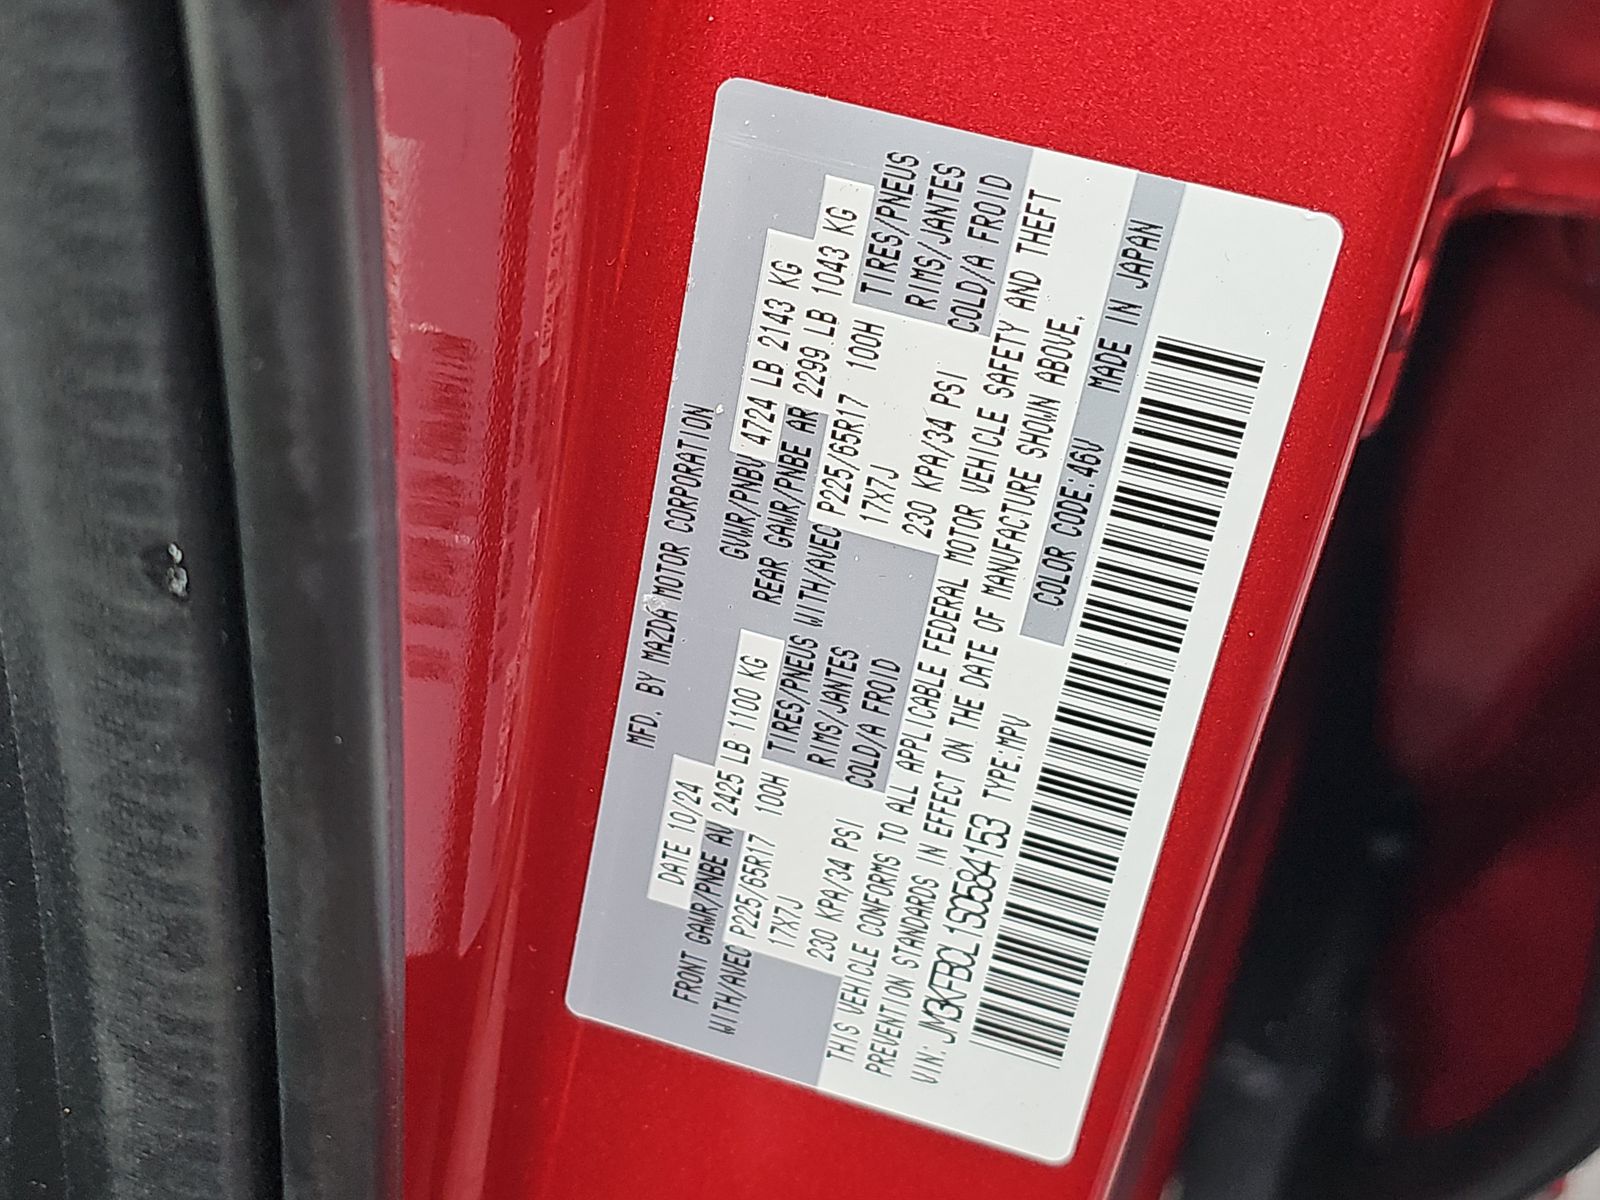 MFD. BY MAZDA MOTOR CORPORATION
DATE 10/24 GVWR/PNBV 4724 LB 2143 KG
FRONT GAWR/PNBE AV 2425 LB 1100 KG REAR GAWR/PNBE AR 2299 LB 1043 KG
WITH/AVEC P225/65R17 100H TIRES/PNEUS WITH/AVEC P225/65R17 100H TIRES/PNEUS
17X7J RIMS/JANTES 17X7J RIMS/JANTES
230 KPA/34 PSI COLD/A FROID 230 KPA/34 PSI COLD/A FROID
THIS VEHICLE CONFORMS TO ALL APPLICABLE FEDERAL MOTOR VEHICLE SAFETY AND THEFT
PREVENTION STANDARDS IN EFFECT ON THE DATE OF MANUFACTURE SHOWN ABOVE.
VIN: JM3KFBCL1S0584153 TYPE:MPV COLOR CODE:46V MADE IN JAPAN